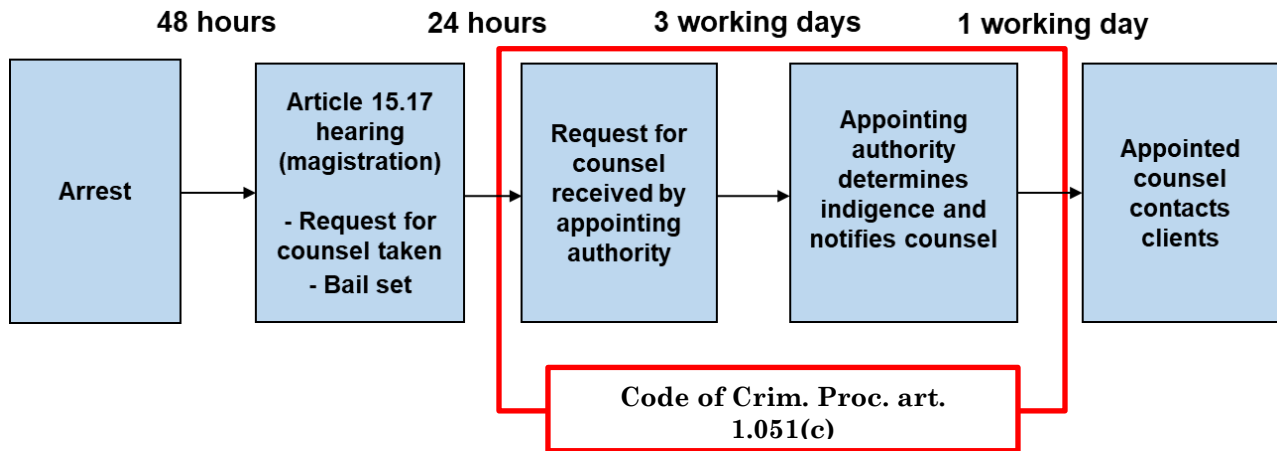 48 hours
24 hours
3 working days
1 working day
Arrest
Article 15.17
hearing
(magistration)
- Request for
counsel taken
- Bail set
Request for
counsel
received by
appointing
authority
Appointing
authority
determines
indigence and
notifies counsel
Appointed
counsel
contacts
clients
Code of Crim. Proc. art.
1.051(c)